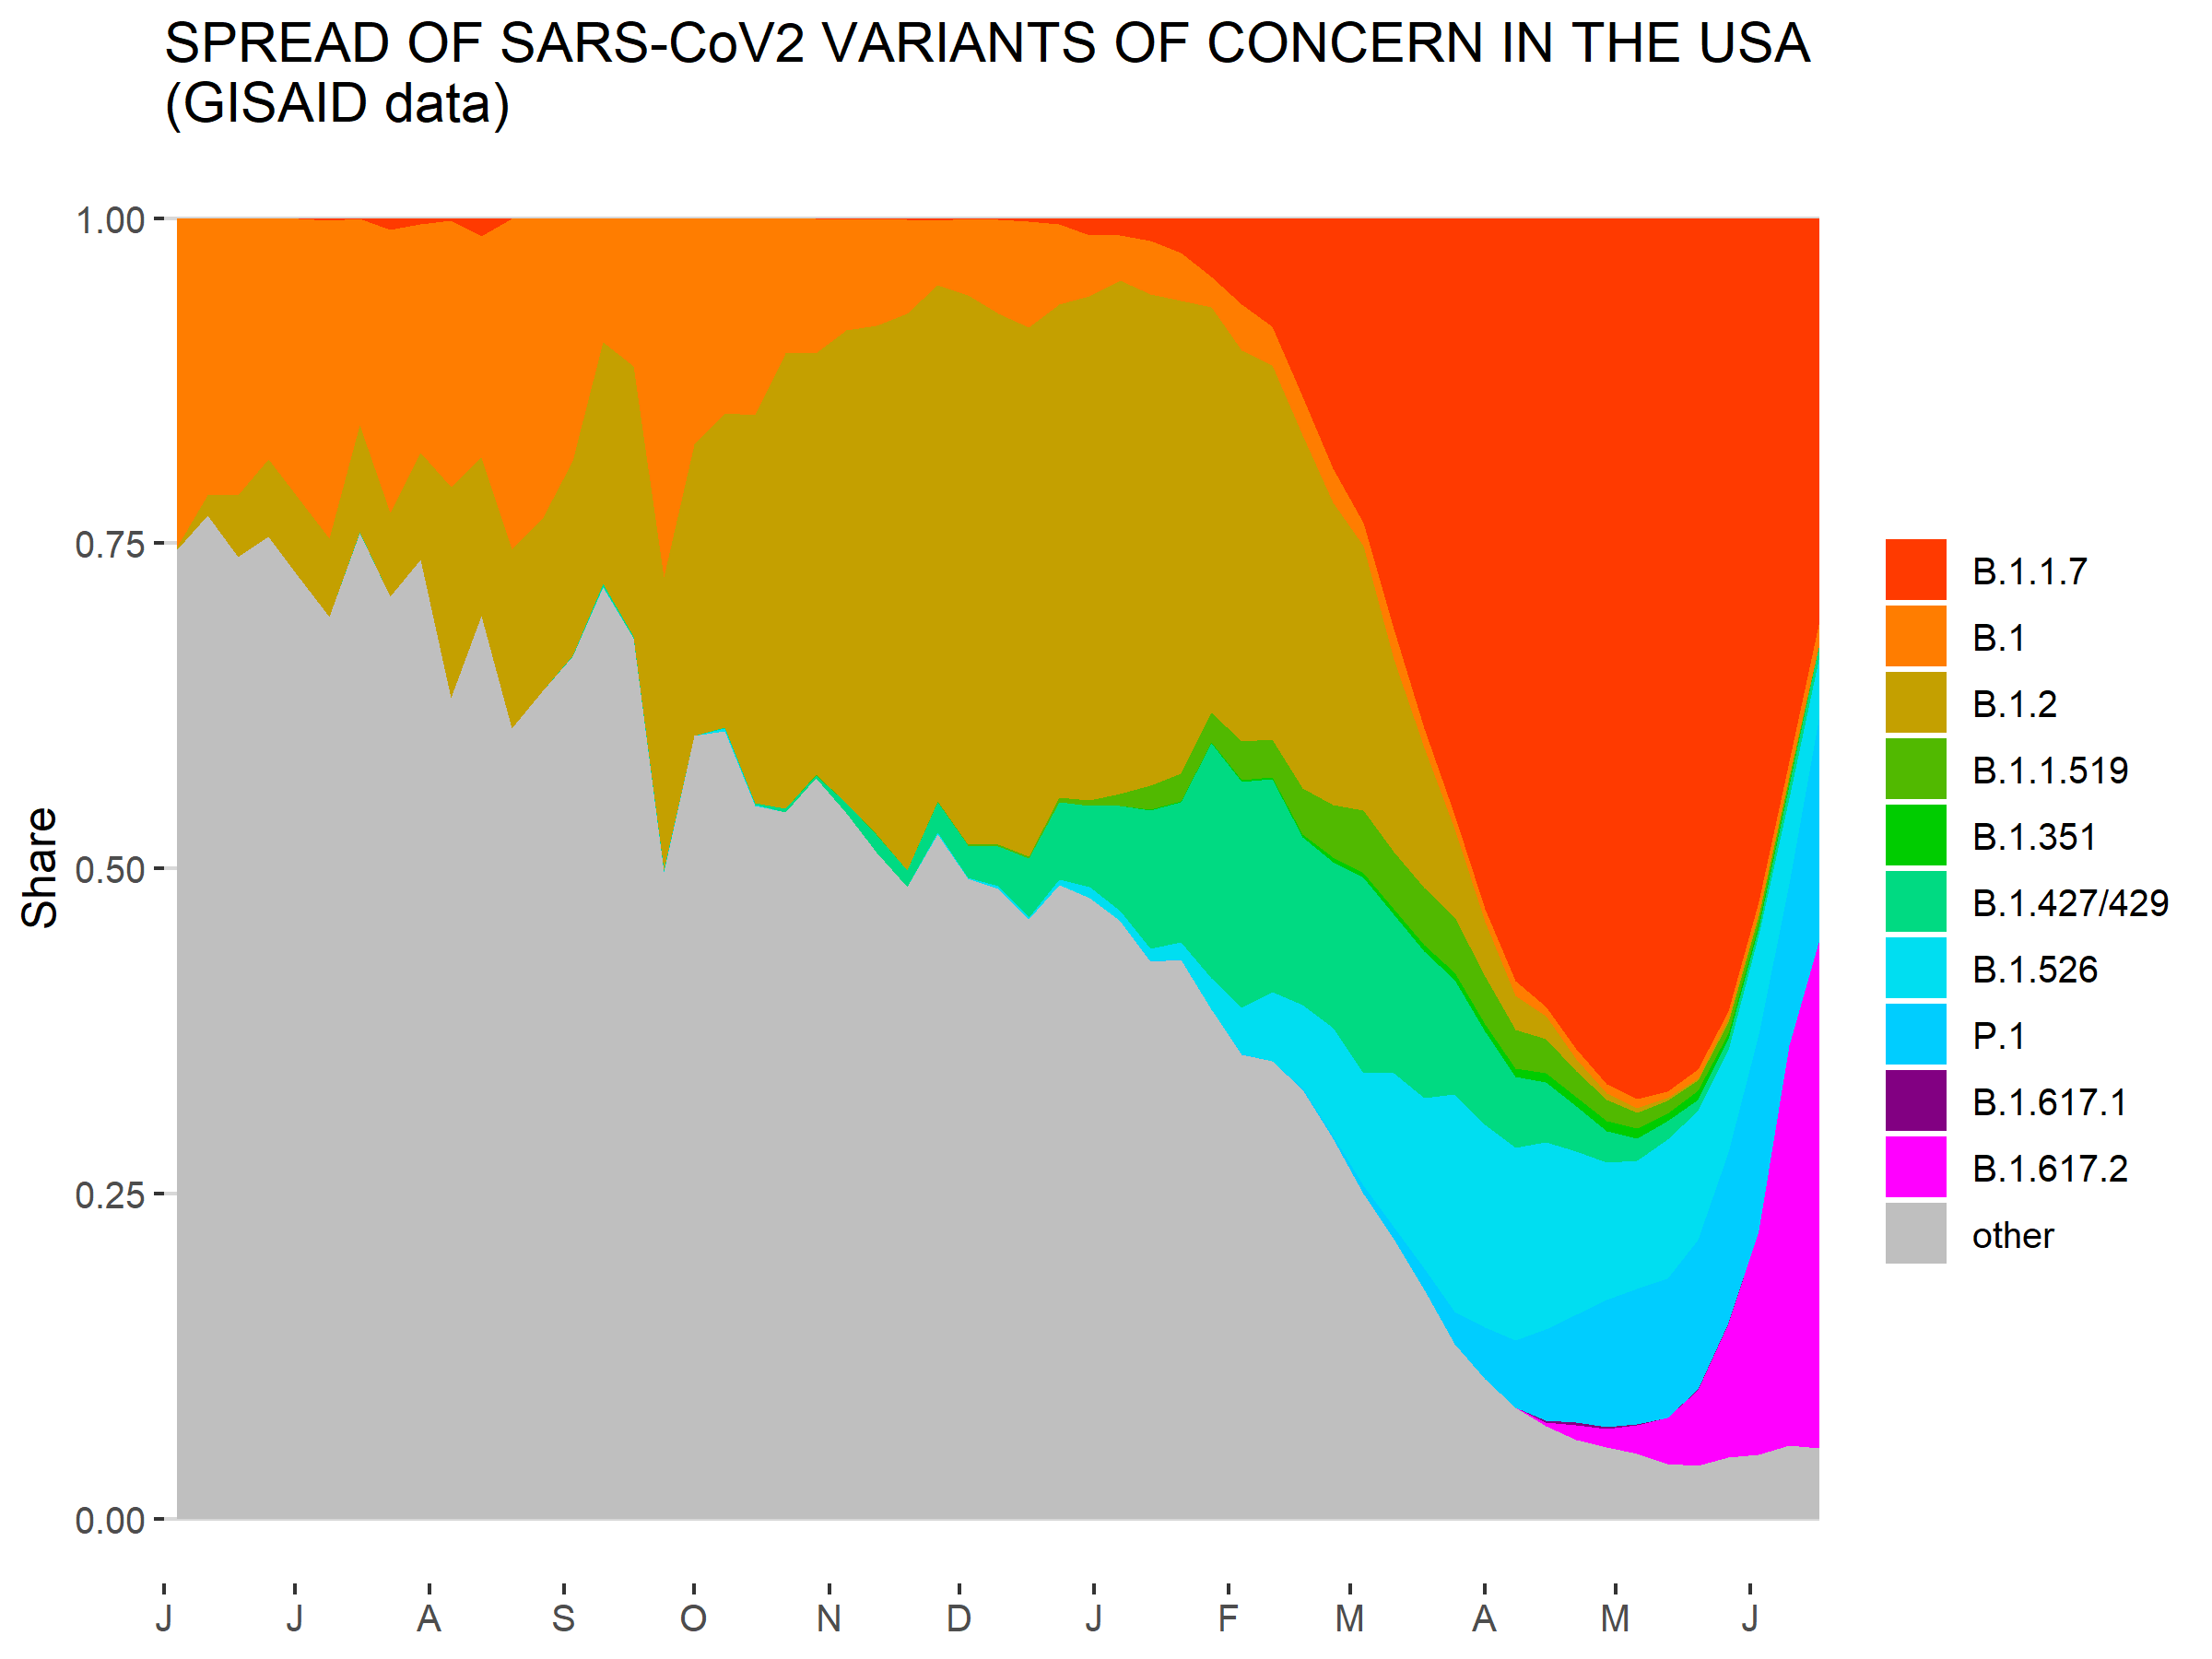 SPREAD OF SARS-CoV2 VARIANTS OF CONCERN IN THE USA
(GISAID data)
1.00
0.75
0.50
0.25
0.00
Share
J J A S O N D J F M A M J
B.1.1.7
B.1
B.1.2
B.1.1.519
B.1.351
B.1.427/429
B.1.526
P.1
B.1.617.1
B.1.617.2
other